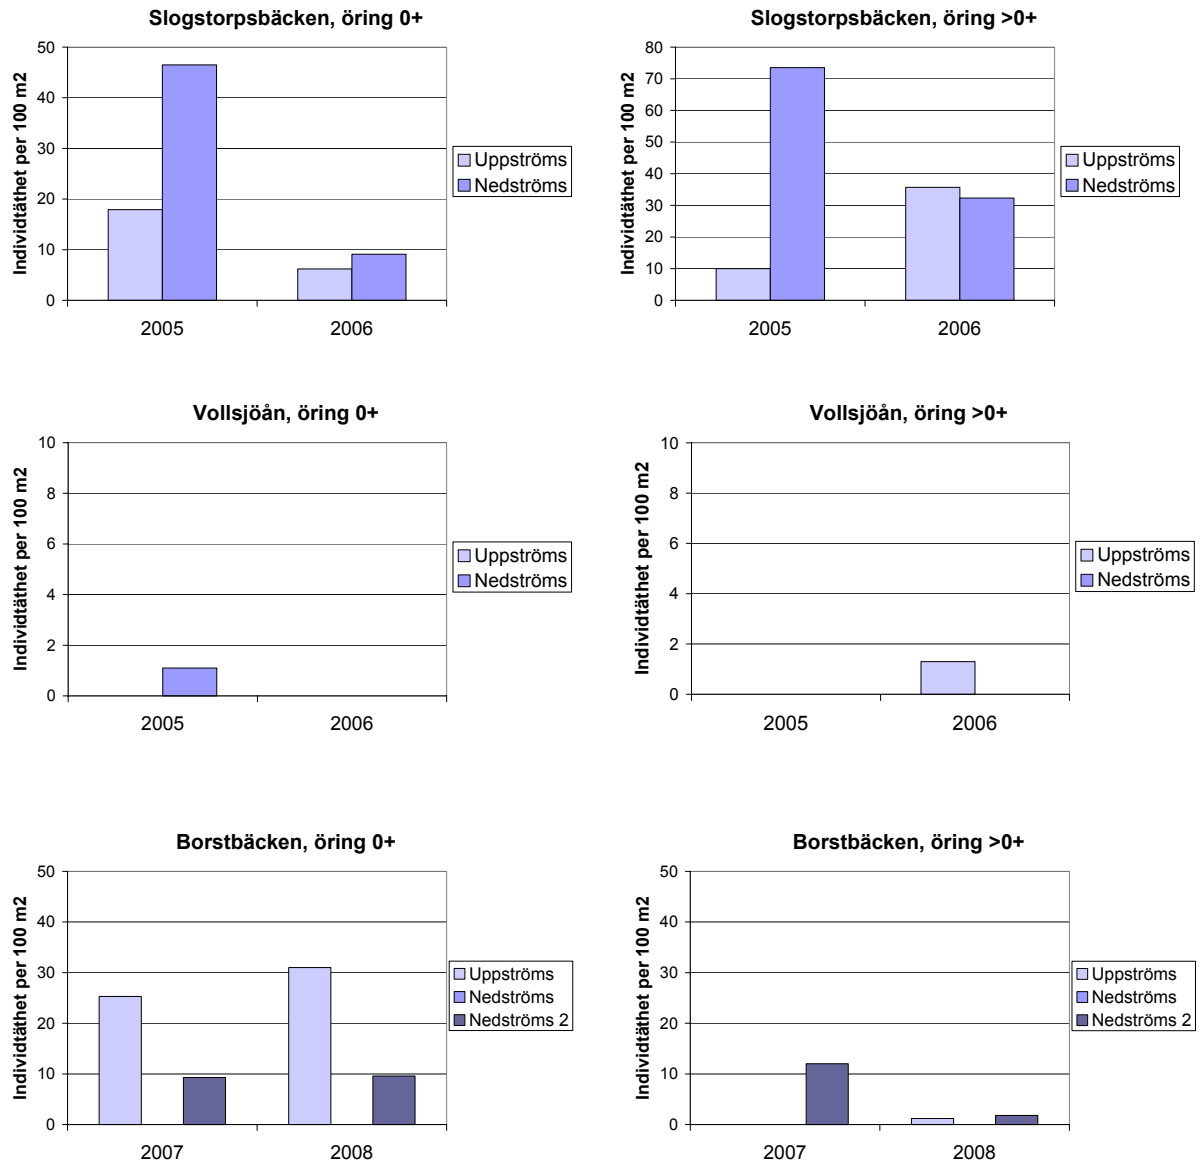 Slogstorpsbäcken, öring 0+
Individtäthet per 100 m2
50
40
30
20
10
0
2005 2006
Uppströms
Nedströms
Slogstorpsbäcken, öring >0+
Individtäthet per 100 m2
80
70
60
50
40
30
20
10
0
2005 2006
Uppströms
Nedströms
Vollsjöån, öring 0+
Individtäthet per 100 m2
10
8
6
4
2
0
2005 2006
Uppströms
Nedströms
Vollsjöån, öring >0+
Individtäthet per 100 m2
10
8
6
4
2
0
2005 2006
Uppströms
Nedströms
Borstbäcken, öring 0+
Individtäthet per 100 m2
50
40
30
20
10
0
2007 2008
Uppströms
Nedströms
Nedströms 2
Borstbäcken, öring >0+
Individtäthet per 100 m2
50
40
30
20
10
0
2007 2008
Uppströms
Nedströms
Nedströms 2